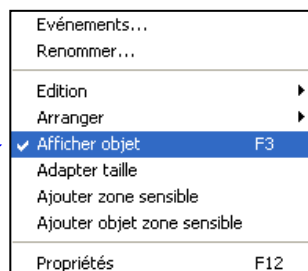 Evénements...
Renommer...
Edition
Arranger
Afficher objet F3
Adapter taille
Ajouter zone sensible
Ajouter objet zone sensible
Propriétés F12